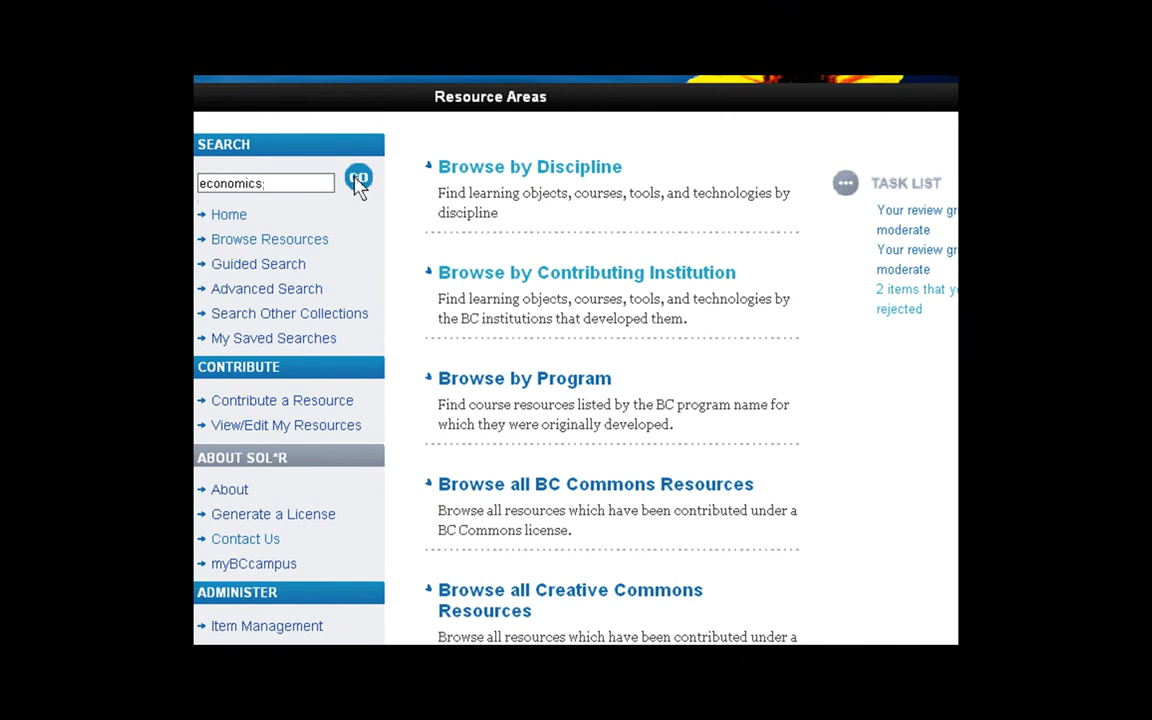 Resource Areas
SEARCH
economics;
GO
Home
Browse Resources
Guided Search
Advanced Search
Search Other Collections
My Saved Searches
CONTRIBUTE
Contribute a Resource
View/Edit My Resources
ABOUT SOL*R
About
Generate a License
Contact Us
myBCcampus
ADMINISTER
Item Management
Browse by Discipline
Find learning objects, courses, tools, and technologies by
discipline
Browse by Contributing Institution
Find learning objects, courses, tools, and technologies by
the BC institutions that developed them.
Browse by Program
Find course resources listed by the BC program name for
which they were originally developed.
Browse all BC Commons Resources
Browse all resources which have been contributed under a
BC Commons license.
Browse all Creative Commons
Resources
Browse all resources which have been contributed under a
TASK LIST
Your review gr
moderate
Your review gr
moderate
2 items that yo
rejected